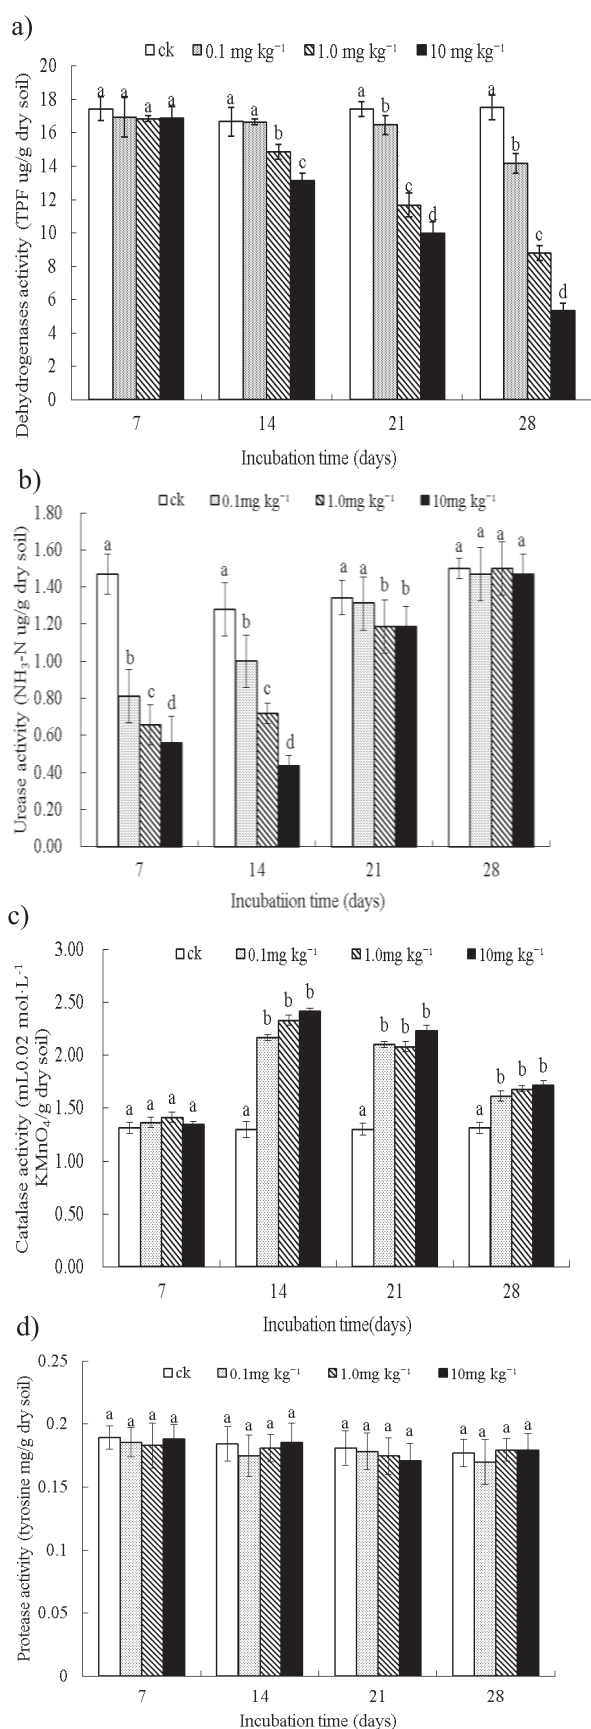 a)
ck 0.1 mg kg⁻¹ 1.0 mg kg⁻¹ 10 mg kg⁻¹
Dehydrogenases activity (TPF ug/g dry soil)
20
18
16
14
12
10
8
6
4
2
0
a a a a a a b c a b c d a b c d
7 14 21 28
Incubation time (days)
b)
ck 0.1mg kg⁻¹ 1.0mg kg⁻¹ 10mg kg⁻¹
Urease activity (NH₃-N ug/g dry soil)
1.80
1.60
1.40
1.20
1.00
0.80
0.60
0.40
0.20
0.00
a b c d a b c d a a b b a a a a
7 14 21 28
Incubatiion time (days)
c)
ck 0.1mg kg⁻¹ 1.0mg kg⁻¹ 10mg kg⁻¹
Catalase activity (mL0.02 mol·L⁻¹
KMnO₄/g dry soil)
3.00
2.50
2.00
1.50
1.00
0.50
0.00
a a a a a b b b a b b b a b b b
7 14 21 28
Incubation time(days)
d)
ck 0.1mg kg⁻¹ 1.0mg kg⁻¹ 10mg kg⁻¹
Protease activity (tyrosine mg/g dry soil)
0.25
0.2
0.15
0.1
0.05
0
a a a a a a a a a a a a a a a a
7 14 21 28
Incubation time (days)